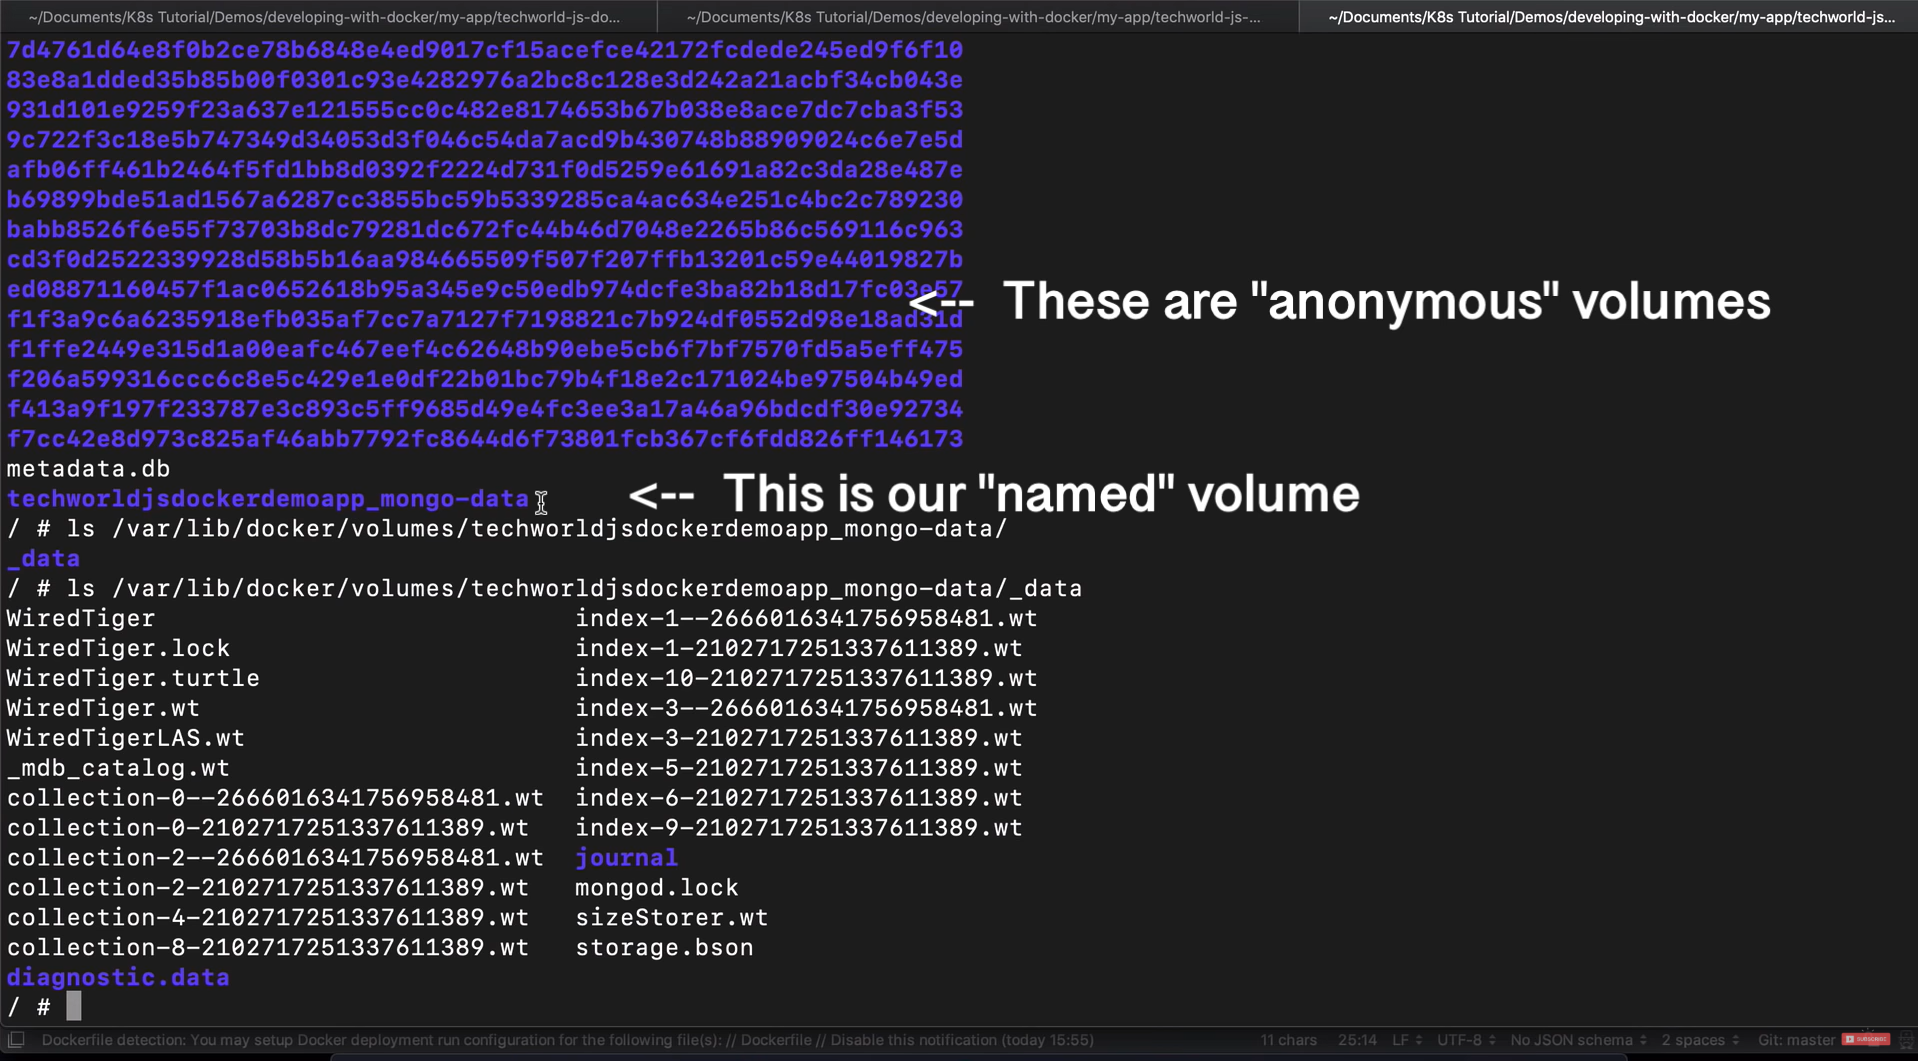 ~/Documents/K8s Tutorial/Demos/developing-with-docker/my-app/techworld-js-do...
~/Documents/K8s Tutorial/Demos/developing-with-docker/my-app/techworld-js-...
~/Documents/K8s Tutorial/Demos/developing-with-docker/my-app/techworld-js...
7d4761d64e8f0b2ce78b6848e4ed9017cf15acefce42172fcdede245ed9f6f10
83e8a1dded35b85b00f0301c93e4282976a2bc8c128e3d242a21acbf34cb043e
931d101e9259f23a637e121555cc0c482e8174653b67b038e8ace7dc7cba3f53
9c722f3c18e5b747349d34053d3f046c54da7acd9b430748b88909024c6e7e5d
afb06ff461b2464f5fd1bb8d0392f2224d731f0d5259e61691a82c3da28e487e
b69899bde51ad1567a6287cc3855bc59b5339285ca4ac634e251c4bc2c789230
babb8526f6e55f73703b8dc79281dc672fc44b46d7048e2265b86c569116c963
cd3f0d2522339928d58b5b16aa984665509f507f207ffb13201c59e44019827b
ed08871160457f1ac0652618b95a345e9c50edb974dcfe3ba82b18d17fc03e57
<-- These are "anonymous" volumes
f1f3a9c6a6235918efb035af7cc7a7127f7198821c7b924df0552d98e18ad31d
f1ffe2449e315d1a00eafc467eef4c62648b90ebe5cb6f7bf7570fd5a5eff475
f206a599316ccc6c8e5c429e1e0df22b01bc79b4f18e2c171024be97504b49ed
f413a9f197f233787e3c893c5ff9685d49e4fc3ee3a17a46a96bdcdf30e92734
f7cc42e8d973c825af46abb7792fc8644d6f73801fcb367cf6fdd826ff146173
metadata.db
techworldjsdockerdemoapp_mongo-data
<-- This is our "named" volume
/ # ls /var/lib/docker/volumes/techworldjsdockerdemoapp_mongo-data/
_data
/ # ls /var/lib/docker/volumes/techworldjsdockerdemoapp_mongo-data/_data
WiredTiger index-1--2666016341756958481.wt
WiredTiger.lock index-1-2102717251337611389.wt
WiredTiger.turtle index-10-2102717251337611389.wt
WiredTiger.wt index-3--2666016341756958481.wt
WiredTigerLAS.wt index-3-2102717251337611389.wt
_mdb_catalog.wt index-5-2102717251337611389.wt
collection-0--2666016341756958481.wt index-6-2102717251337611389.wt
collection-0-2102717251337611389.wt index-9-2102717251337611389.wt
collection-2--2666016341756958481.wt journal
collection-2-2102717251337611389.wt mongod.lock
collection-4-2102717251337611389.wt sizeStorer.wt
collection-8-2102717251337611389.wt storage.bson
diagnostic.data
/ #
Dockerfile detection: You may setup Docker deployment run configuration for the following file(s): // Dockerfile // Disable this notification (today 15:55) 11 chars 25:14 LF UTF-8 No JSON schema 2 spaces Git: master SUBSCRIBE